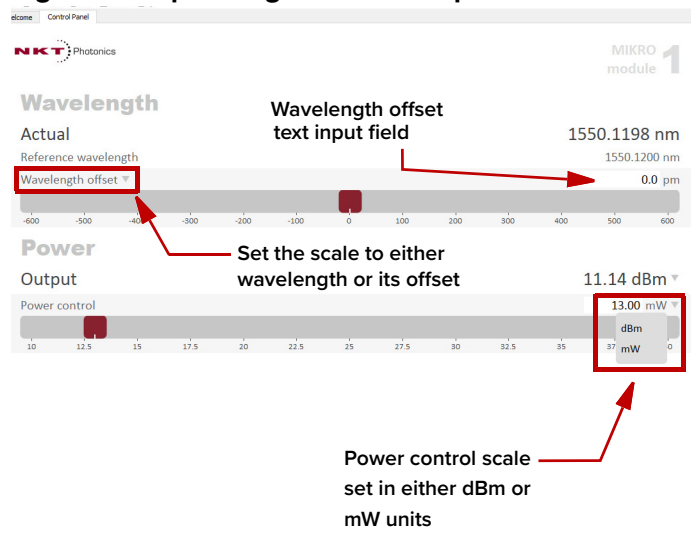 elcome Control Panel
NKT Photonics
MIKRO
module 1
Wavelength
Wavelength offset
text input field
Actual 1550.1198 nm
Reference wavelength 1550.1200 nm
Wavelength offset 0.0 pm
-600 -500 -400 -300 -200 -100 0 100 200 300 400 500 600
Power
Set the scale to either
wavelength or its offset
Output 11.14 dBm
Power control 13.00 mW
dBm
mW
10 12.5 15 17.5 20 22.5 25 27.5 30 32.5 35
Power control scale
set in either dBm or
mW units